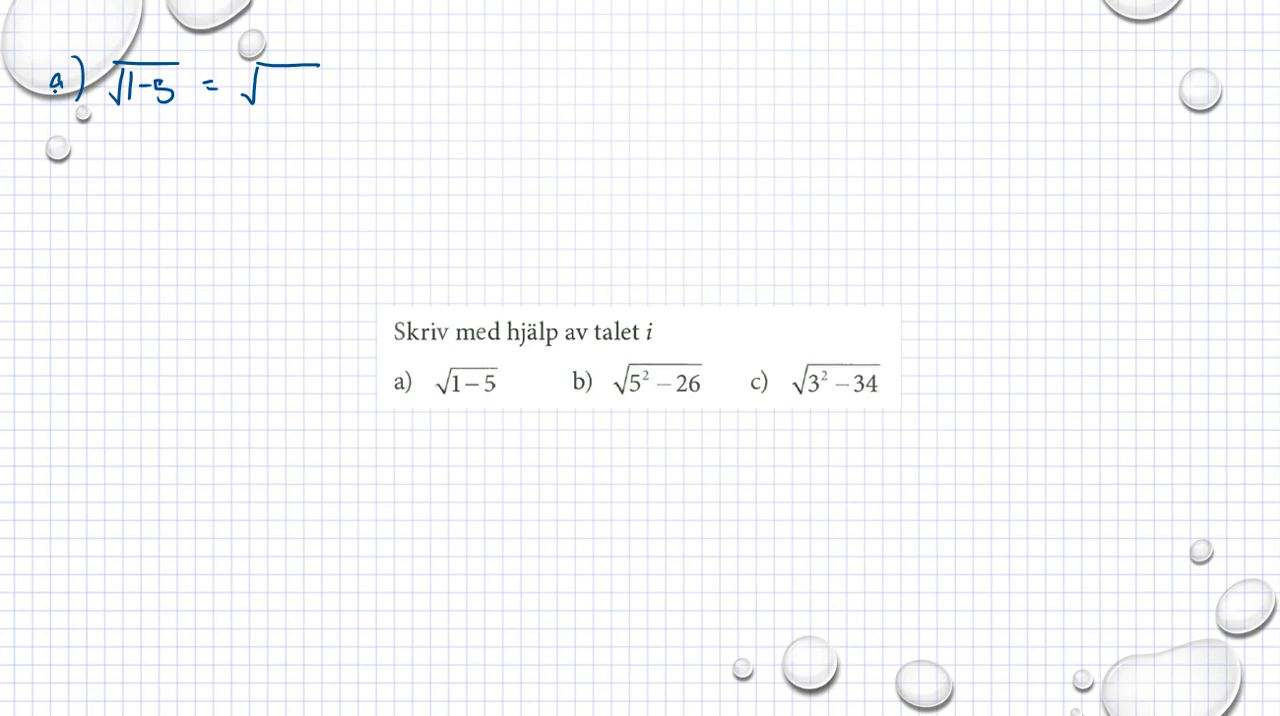 a) √1-5 = √
Skriv med hjälp av talet i
a) √1 – 5 b) √5² – 26 c) √3² – 34